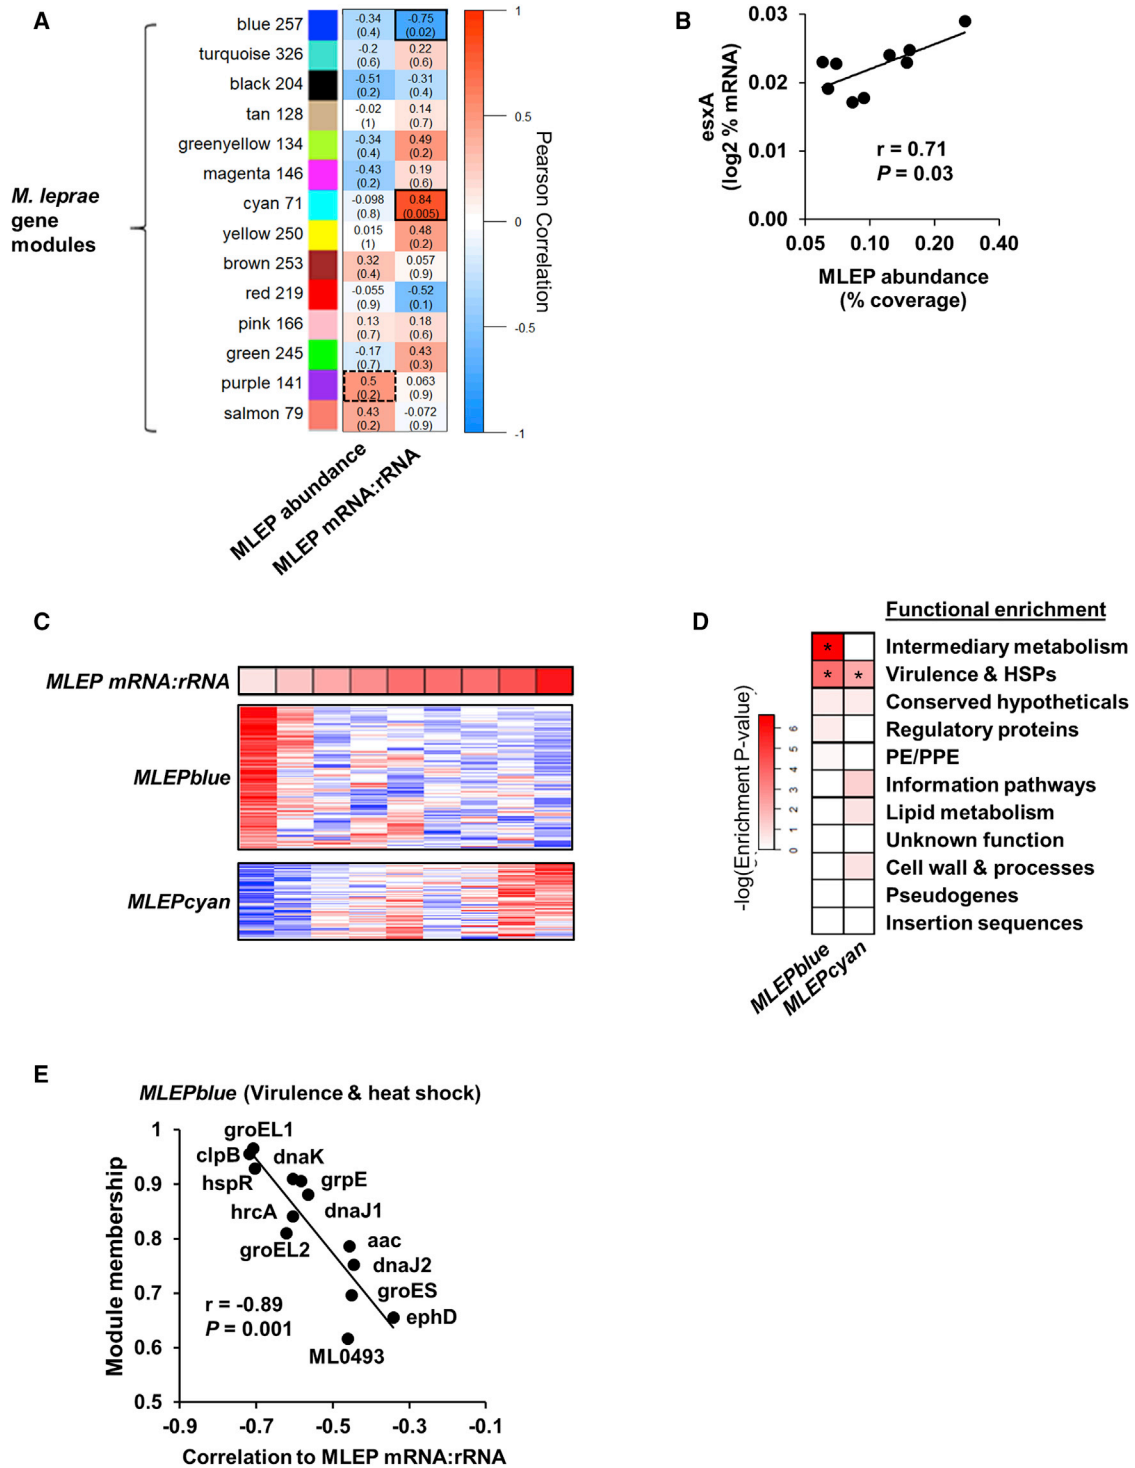 A
blue 257 -0.34 (0.4) -0.75 (0.02)
turquoise 326 -0.2 (0.6) 0.22 (0.6)
black 204 -0.51 (0.2) -0.31 (0.4)
tan 128 -0.02 (1) 0.14 (0.7)
greenyellow 134 -0.34 (0.4) 0.49 (0.2)
magenta 146 -0.43 (0.2) 0.19 (0.6)
cyan 71 -0.098 (0.8) 0.84 (0.005)
yellow 250 0.015 (1) 0.48 (0.2)
brown 253 0.32 (0.4) 0.057 (0.9)
red 219 -0.055 (0.9) -0.52 (0.1)
pink 166 0.13 (0.7) 0.18 (0.6)
green 245 -0.17 (0.7) 0.43 (0.3)
purple 141 0.5 (0.2) 0.063 (0.9)
salmon 79 0.43 (0.2) -0.072 (0.9)
M. leprae
gene
modules
MLEP abundance
MLEP mRNA:rRNA
1
0.5
0
-0.5
-1
Pearson Correlation
B
0.03
0.02
0.01
0.00
esxA
(log2 % mRNA)
r = 0.71
P = 0.03
0.05 0.10 0.20 0.40
MLEP abundance
(% coverage)
C
MLEP mRNA:rRNA
MLEPblue
MLEPcyan
D
Functional enrichment
Intermediary metabolism
Virulence & HSPs
Conserved hypotheticals
Regulatory proteins
PE/PPE
Information pathways
Lipid metabolism
Unknown function
Cell wall & processes
Pseudogenes
Insertion sequences
*
* *
-log(Enrichment P-value)
6
5
4
3
2
1
0
MLEPblue
MLEPcyan
E
MLEPblue (Virulence & heat shock)
Module membership
1
0.9
0.8
0.7
0.6
0.5
groEL1
clpB
dnaK
hspR
grpE
hrcA
dnaJ1
groEL2
aac
dnaJ2
groES
ephD
ML0493
r = -0.89
P = 0.001
-0.9 -0.7 -0.5 -0.3 -0.1
Correlation to MLEP mRNA:rRNA